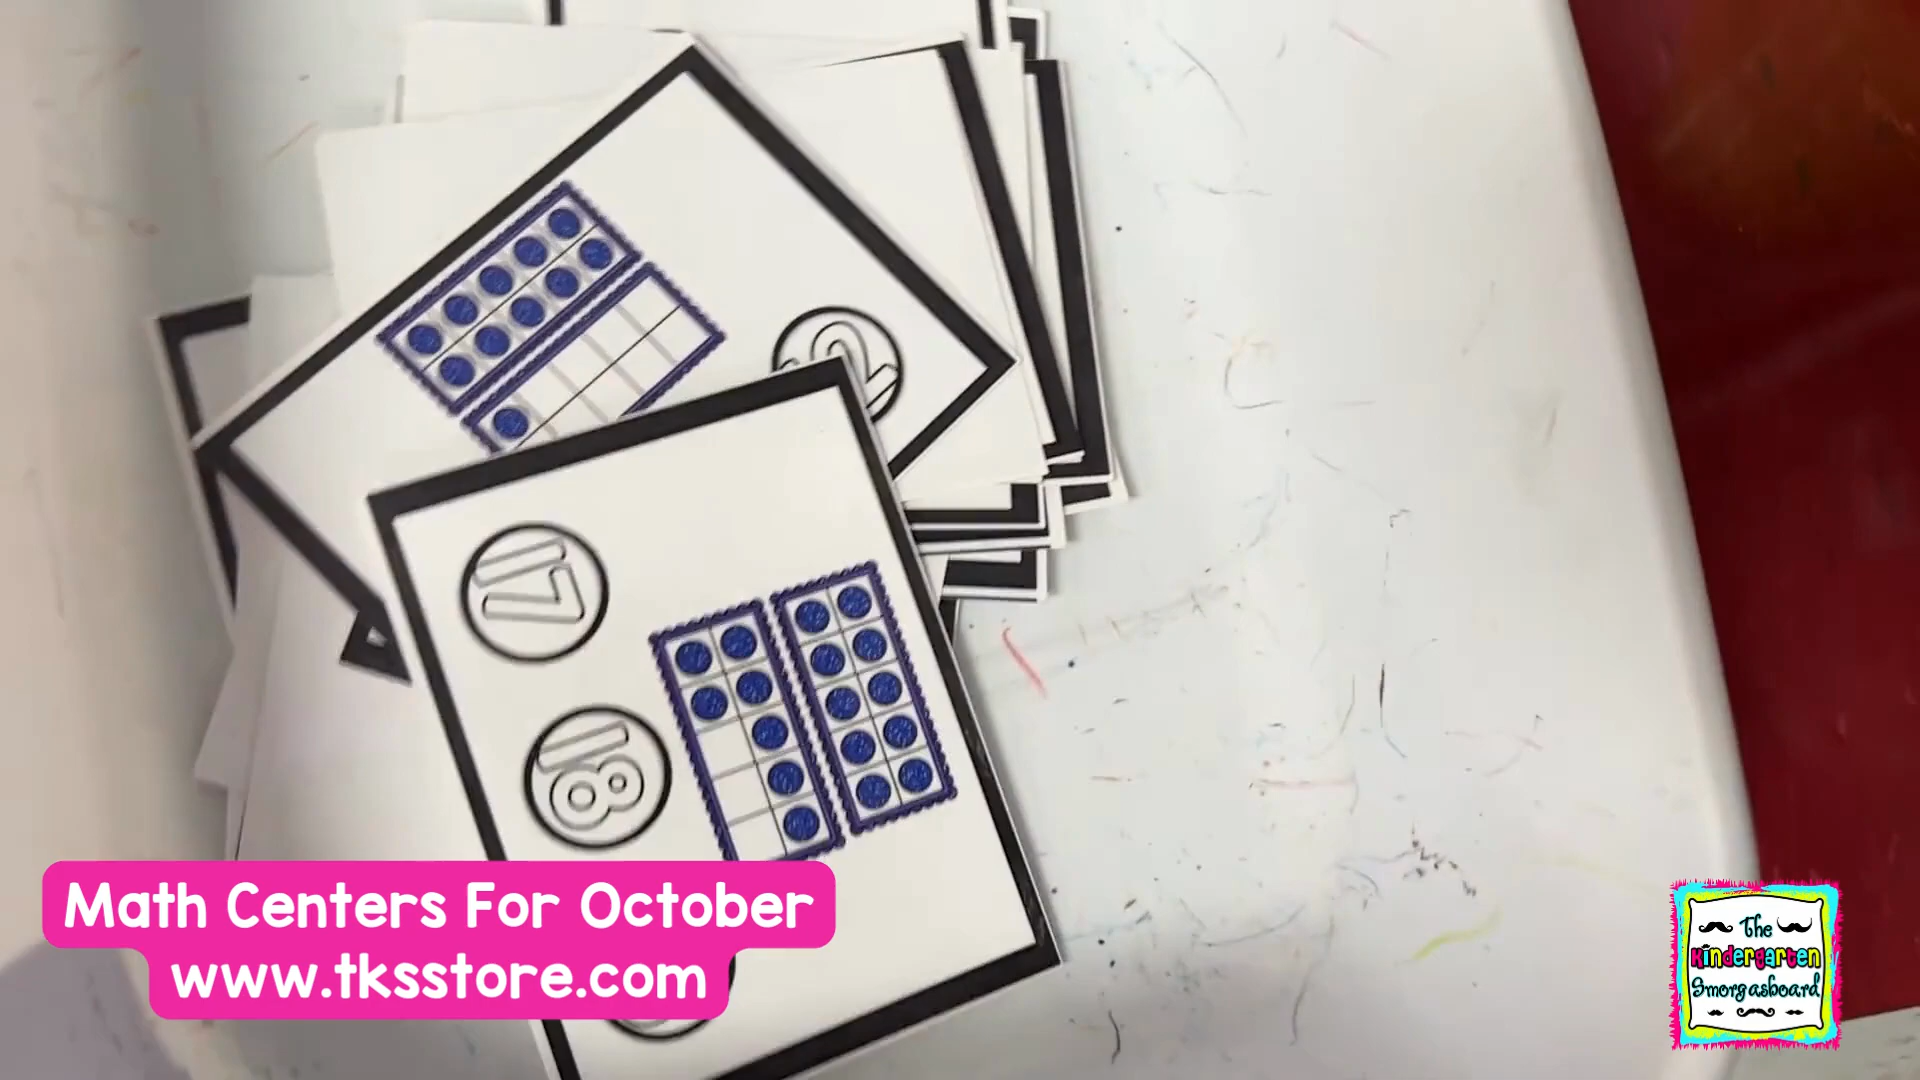 17
18
Math Centers For October
www.tksstore.com
The
Kindergarten
Smorgasboard